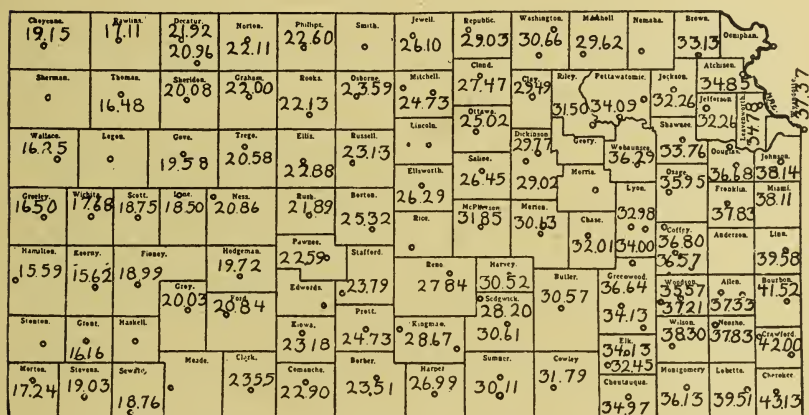 Cheyenne. Rawlins. Decatur. Norton. Phillips. Smith. Jewell. Republic. Washington. Marshall Nemaha. Brown. Doniphan.
19.15 17.11 21.92 22.11 22.60 26.10 29.03 30.66 29.62 33.13
20.96
Sherman. Thomas. Sheridan. Graham. Rooks. Osborne. Mitchell. Cloud. Clay. Riley. Pottawatomie. Jackson. Atchison.
16.48 20.08 22.00 22.13 23.59 24.73 27.47 29.49 31.50 34.09 32.26 34.85
Jefferson Leavenworth
32.26 34.78
Wallace. Logan. Gove. Trego. Ellis. Russell. Lincoln. Ottawa. Dickinson Geary. Wabaunsee. Shawnee. Douglas. Johnson.
16.25 19.58 20.58 22.88 23.13 25.02 29.77 36.29 33.76 36.68 38.14
Ellsworth. Saline. 29.02 Morris. Lyon. Osage. Franklin. Miami.
26.29 26.45 35.95 37.83 38.11
Greeley. Wichita. Scott. Lane. Ness. Rush. Barton. Rice. McPherson Marion. Chase. Coffey. Anderson. Linn.
16.50 17.68 18.75 18.50 20.86 21.89 25.32 31.85 30.63 32.01 32.98 36.80 39.58
34.00 36.57
Hamilton. Kearny. Finney. Hodgeman. Pawnee. Stafford. Reno. Harvey. Butler. Greenwood. Woodson. Allen. Bourbon.
15.59 15.62 18.99 19.72 22.59 23.79 27.84 30.52 30.57 36.64 35.57 37.33 41.52
34.13 37.21
Gray. Ford. Edwards. Sedgwick.
20.03 20.84 28.20
30.61
Stanton. Grant. Haskell. Kiowa. Pratt. Kingman. Elk. Wilson. Neosho. Crawford.
16.16 23.18 24.73 28.67 34.13 38.30 37.83 42.00
32.45
Morton. Stevens. Seward. Meade. Clark. Comanche. Barber. Harper Sumner. Cowley Chautauqua. Montgomery Labette. Cherokee.
17.24 19.03 18.76 23.55 22.90 23.51 26.99 30.11 31.79 34.97 36.13 39.51 43.13